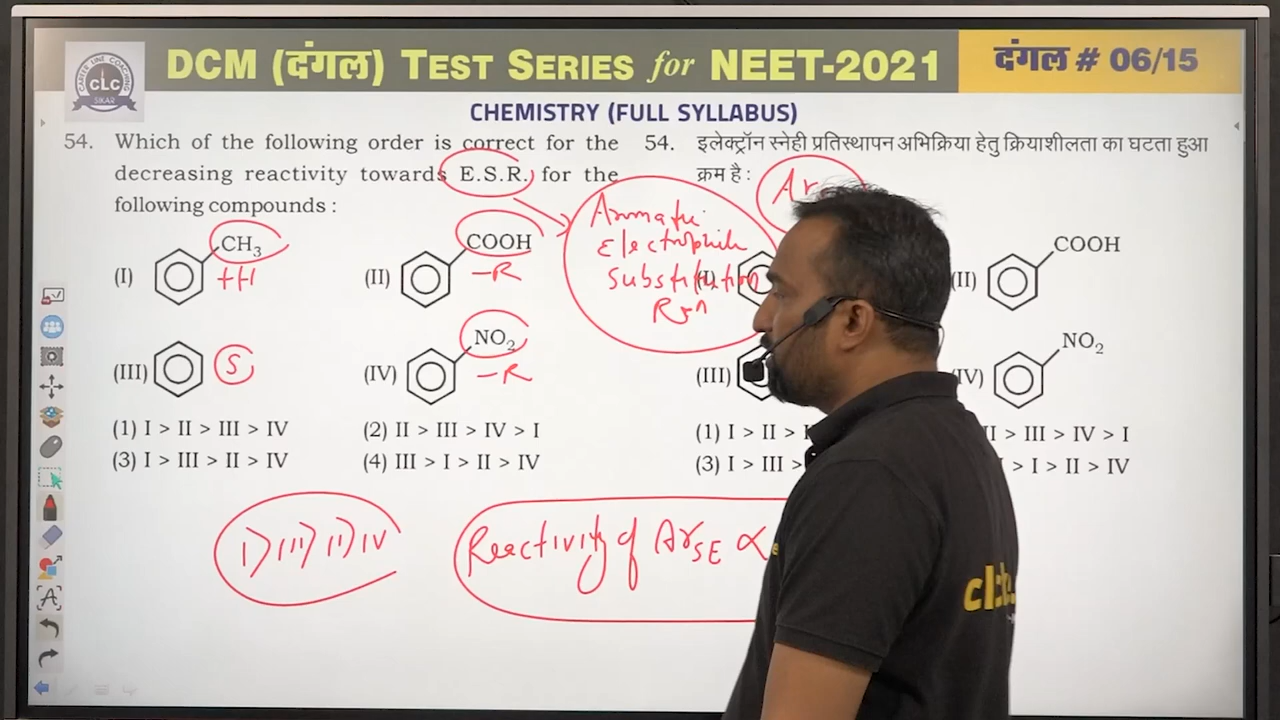 CAREER LINE COACHING
CLC
SIKAR
DCM (दंगल) TEST SERIES for NEET-2021
दंगल # 06/15
CHEMISTRY (FULL SYLLABUS)
54. Which of the following order is correct for the
decreasing reactivity towards E.S.R. for the
following compounds :
(I) CH3 +H
(II) COOH -R
(III) S
(IV) NO2 -R
(1) I > II > III > IV
(2) II > III > IV > I
(3) I > III > II > IV
(4) III > I > II > IV
Aromatic
Electrophilic
Substitution
Rxn
I > III > II > IV
Reactivity of ArSE ∝
54. इलेक्ट्रॉन स्नेही प्रतिस्थापन अभिक्रिया हेतु क्रियाशीलता का घटता हुआ
क्रम है :
Ar
(I)
(II) COOH
(III)
IV) NO2
(1) I > II > I
I > III > IV > I
(3) I > III >
> I > II > IV